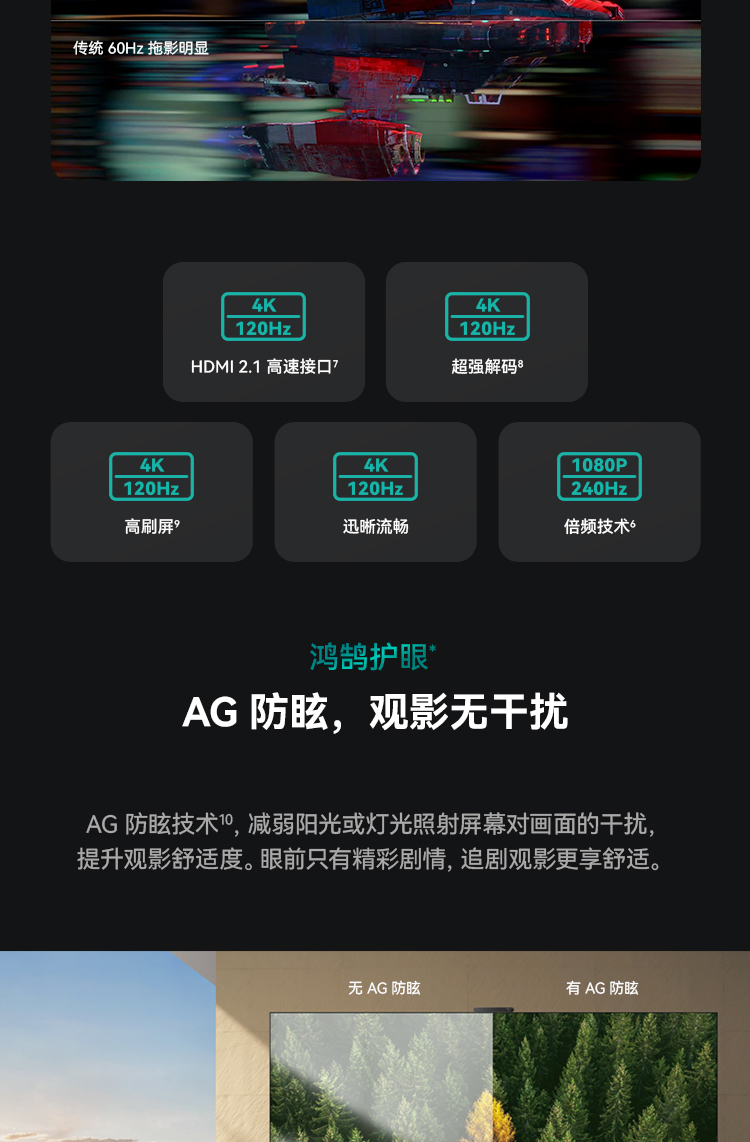 传统 60Hz 拖影明显
4K
120Hz
HDMI 2.1 高速接口⁷
4K
120Hz
超强解码⁸
4K
120Hz
高刷屏⁹
4K
120Hz
迅晰流畅
1080P
240Hz
倍频技术⁶
鸿鹄护眼*
AG 防眩，观影无干扰
AG 防眩技术¹⁰，减弱阳光或灯光照射屏幕对画面的干扰，
提升观影舒适度。眼前只有精彩剧情，追剧观影更享舒适。
无 AG 防眩
有 AG 防眩